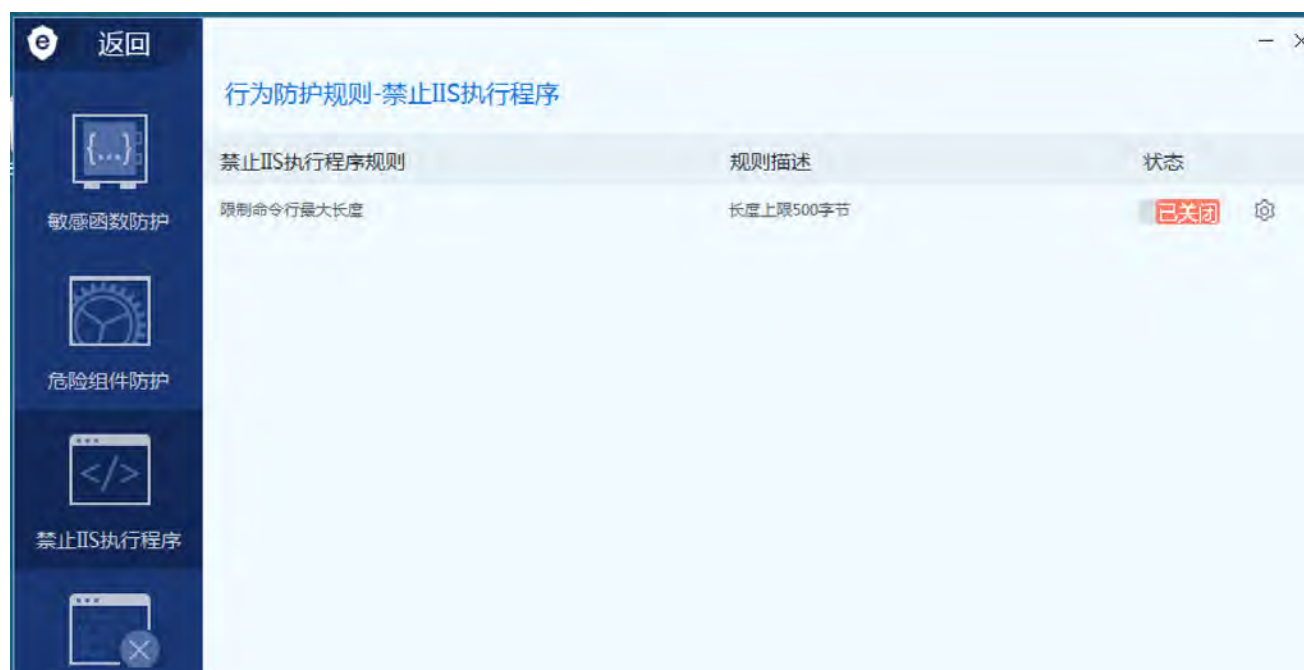 返回
行为防护规则-禁止IIS执行程序
禁止IIS执行程序规则 规则描述 状态
限制命令行最大长度 长度上限500字节 已关闭
{...}
敏感函数防护
危险组件防护
</>
禁止IIS执行程序